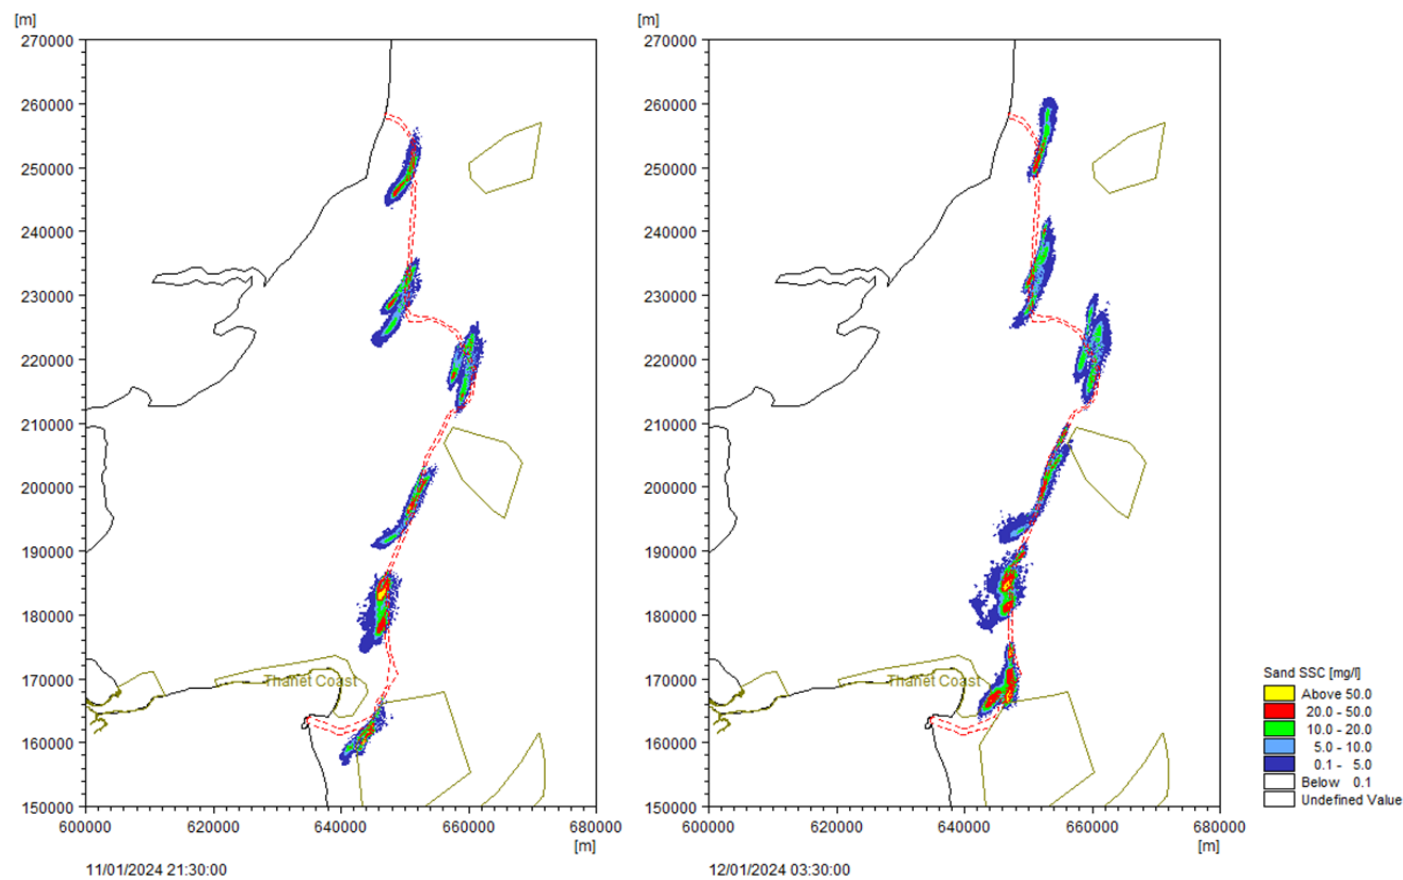 [m]
270000
260000
250000
240000
230000
220000
210000
200000
190000
180000
170000
160000
150000
Thanet Coast
600000 620000 640000 660000 680000
[m]
11/01/2024 21:30:00
[m]
270000
260000
250000
240000
230000
220000
210000
200000
190000
180000
170000
160000
150000
Thanet Coast
600000 620000 640000 660000 680000
[m]
12/01/2024 03:30:00
Sand SSC [mg/l]
Above 50.0
20.0 - 50.0
10.0 - 20.0
5.0 - 10.0
0.1 - 5.0
Below 0.1
Undefined Value